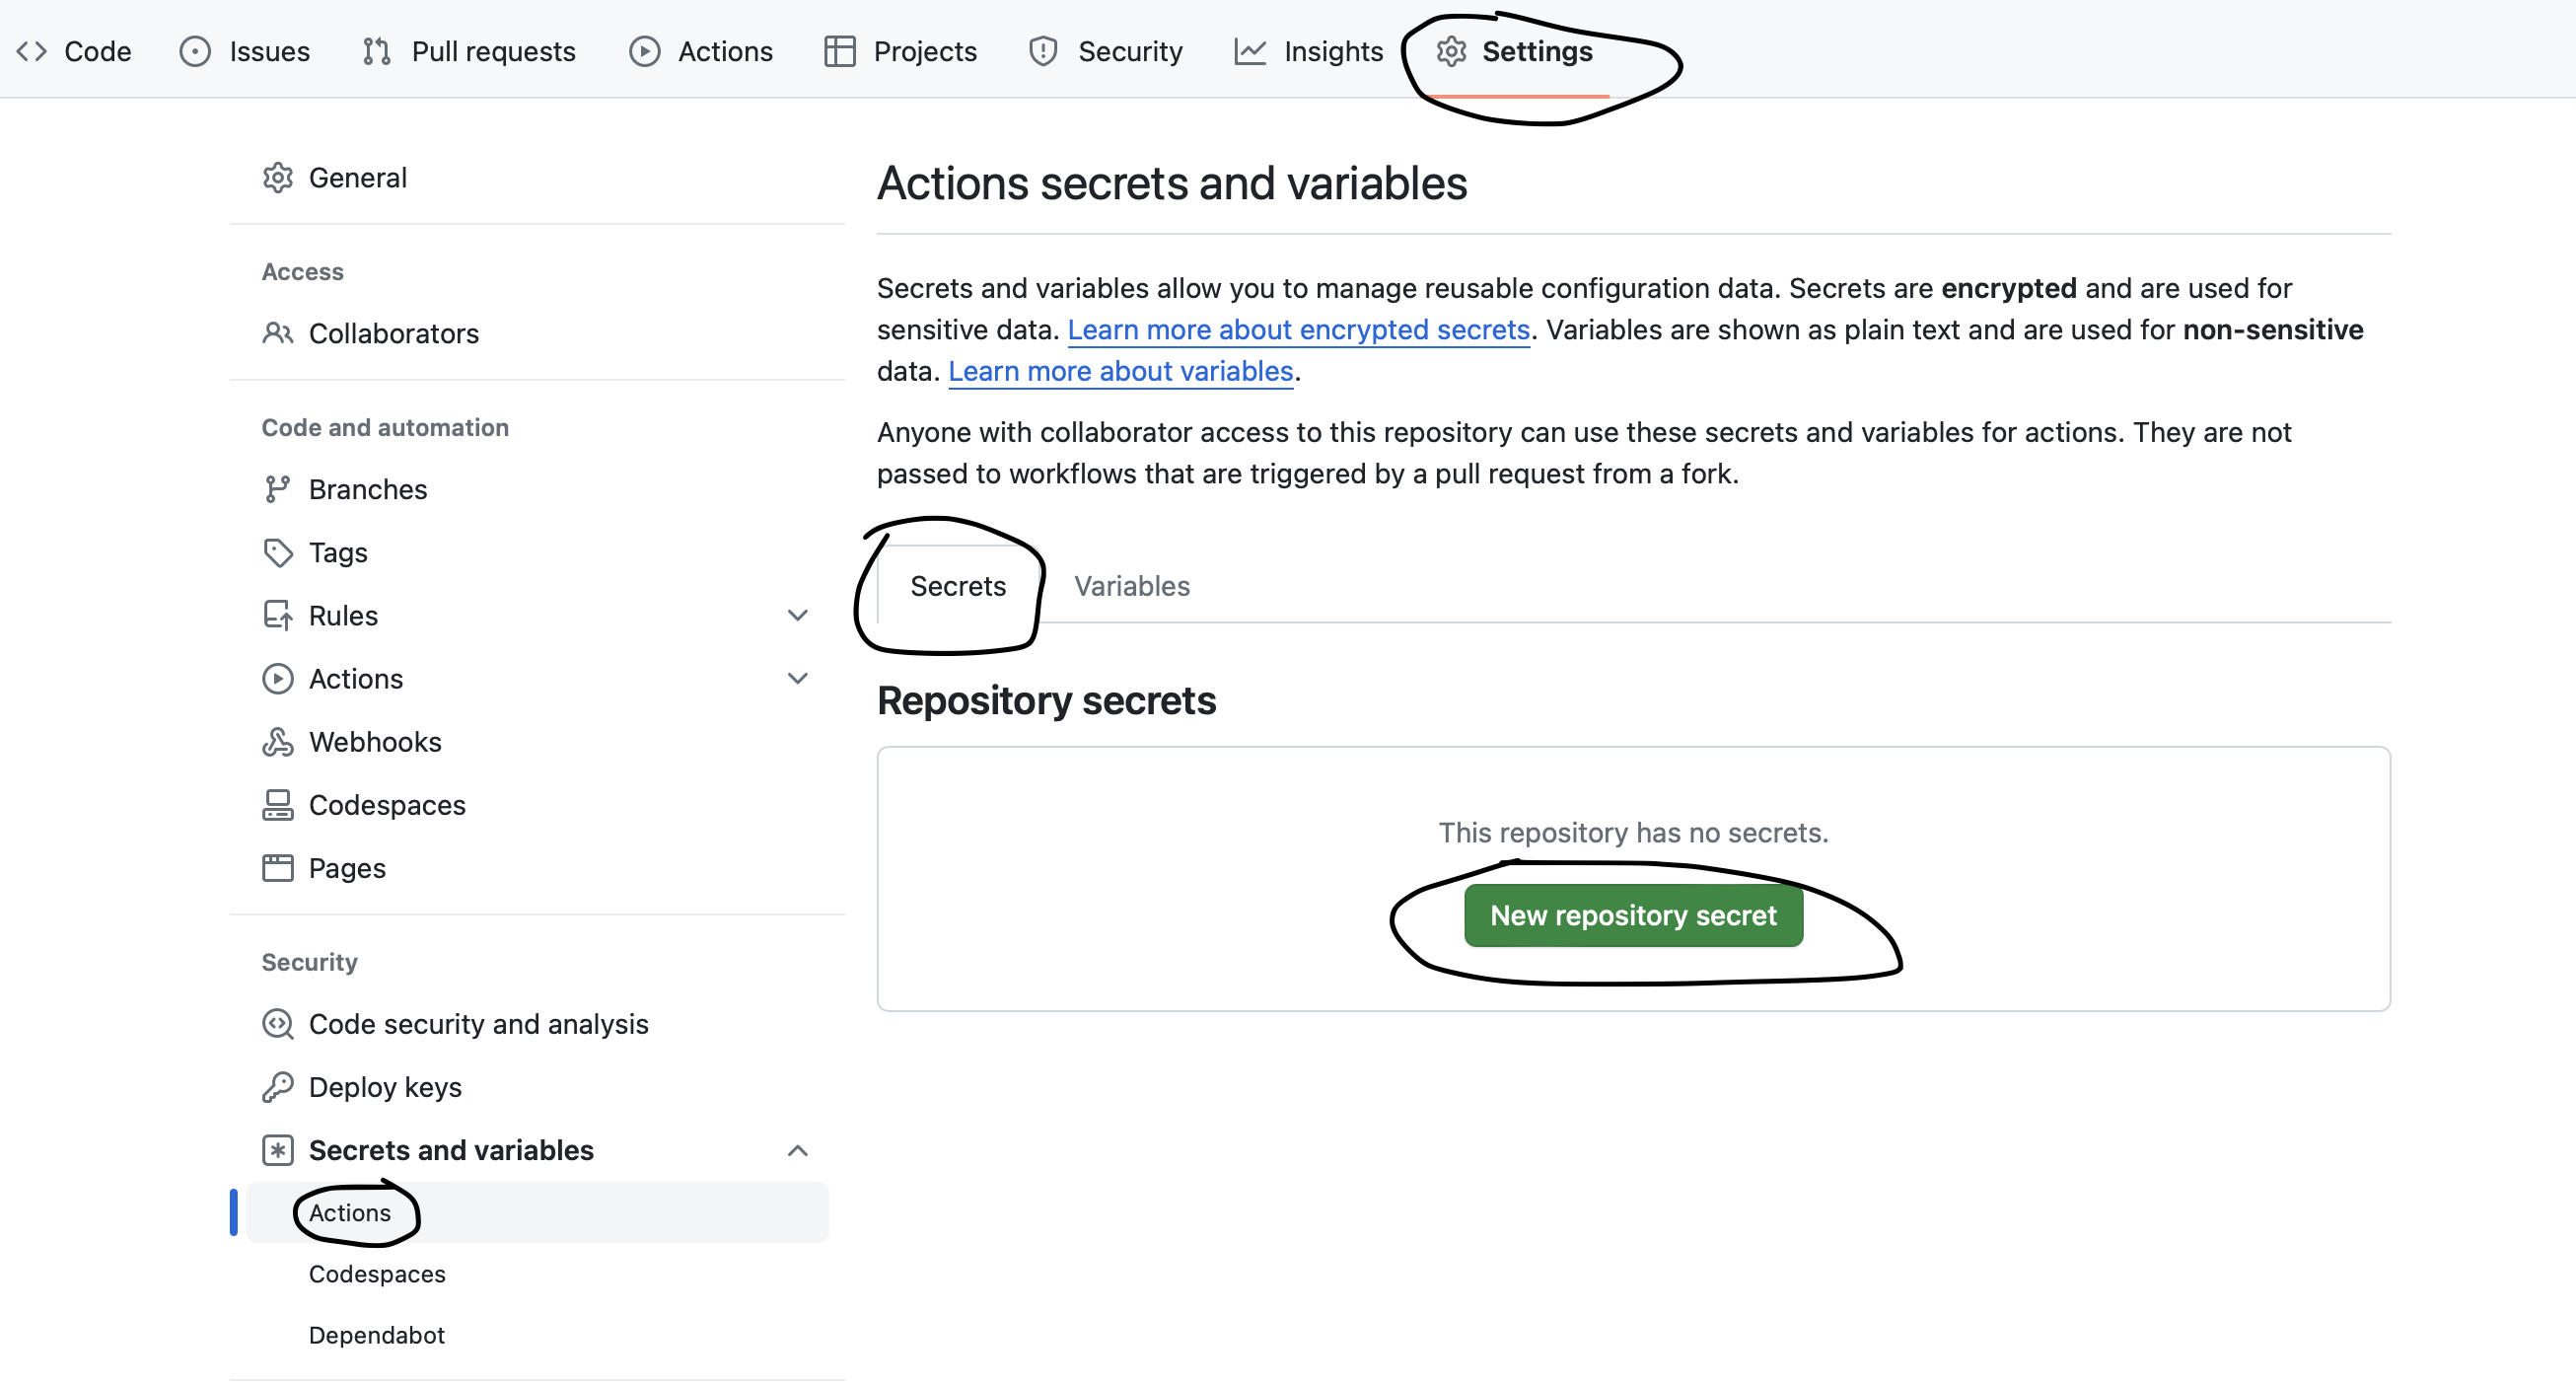 Code Issues Pull requests Actions Projects Security Insights Settings
General
Access
Collaborators
Code and automation
Branches
Tags
Rules
Actions
Webhooks
Codespaces
Pages
Security
Code security and analysis
Deploy keys
Secrets and variables
Actions
Codespaces
Dependabot
Actions secrets and variables
Secrets and variables allow you to manage reusable configuration data. Secrets are encrypted and are used for
sensitive data. Learn more about encrypted secrets. Variables are shown as plain text and are used for non-sensitive
data. Learn more about variables.
Anyone with collaborator access to this repository can use these secrets and variables for actions. They are not
passed to workflows that are triggered by a pull request from a fork.
Secrets Variables
Repository secrets
This repository has no secrets.
New repository secret